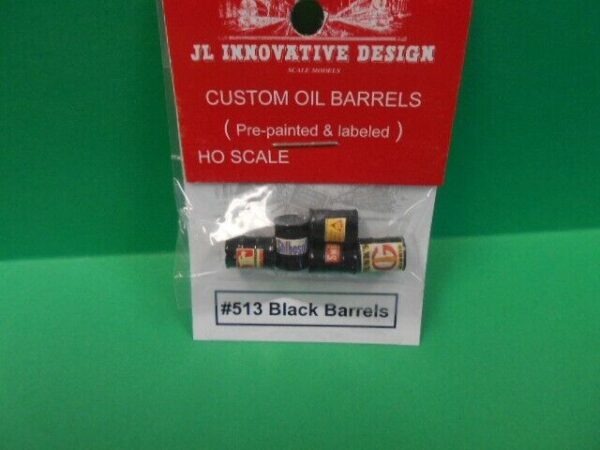 JL INNOVATIVE DESIGN
SCALE MODELS
CUSTOM OIL BARRELS
( Pre-painted & labeled )
HO SCALE
#513 Black Barrels